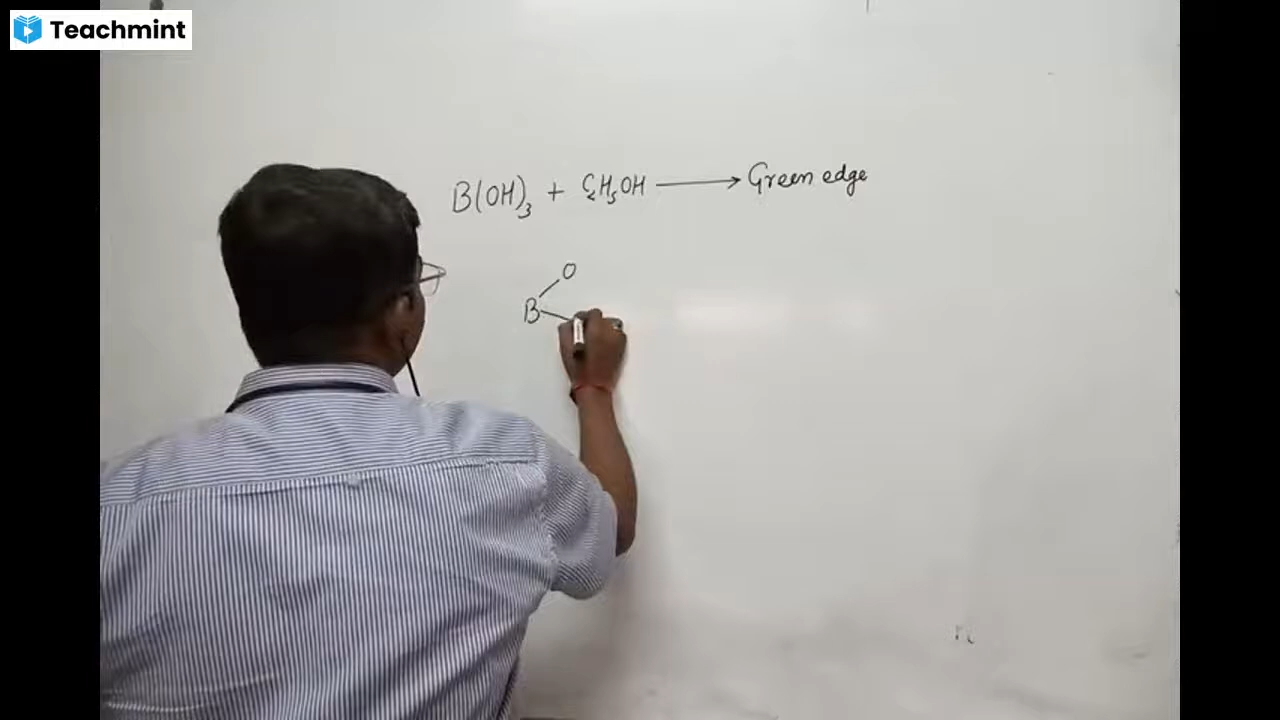 Teachmint
B(OH)₃ + C₂H₅OH ⟶ Green edge
O
B